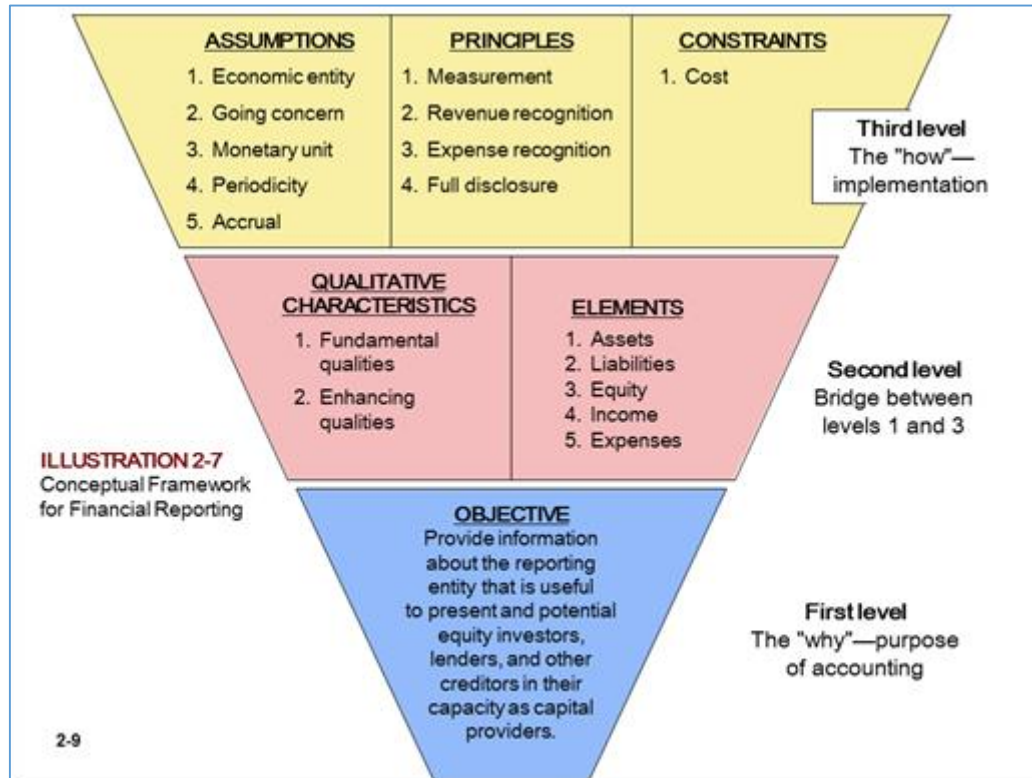 ASSUMPTIONS
1. Economic entity
2. Going concern
3. Monetary unit
4. Periodicity
5. Accrual
PRINCIPLES
1. Measurement
2. Revenue recognition
3. Expense recognition
4. Full disclosure
CONSTRAINTS
1. Cost
Third level
The "how"—
implementation
QUALITATIVE
CHARACTERISTICS
1. Fundamental
qualities
2. Enhancing
qualities
ELEMENTS
1. Assets
2. Liabilities
3. Equity
4. Income
5. Expenses
Second level
Bridge between
levels 1 and 3
ILLUSTRATION 2-7
Conceptual Framework
for Financial Reporting
OBJECTIVE
Provide information
about the reporting
entity that is useful
to present and potential
equity investors,
lenders, and other
creditors in their
capacity as capital
providers.
First level
The "why"—purpose
of accounting
2-9